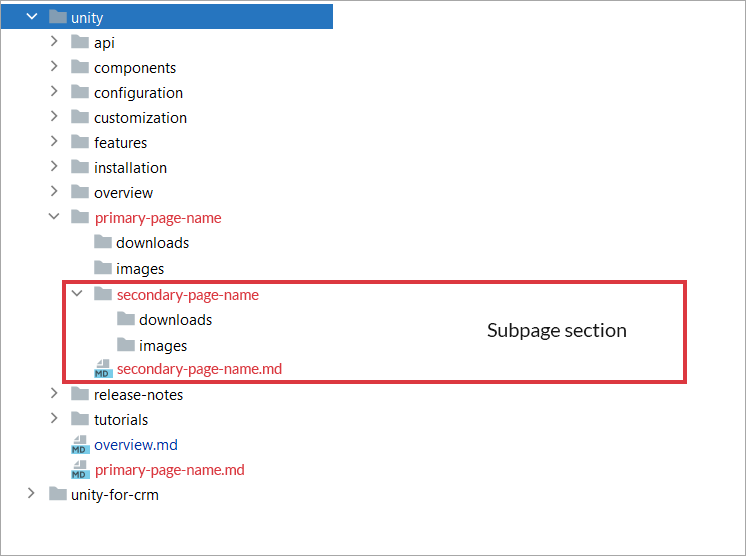 unity
api
components
configuration
customization
features
installation
overview
primary-page-name
downloads
images
secondary-page-name
downloads
Subpage section
images
MD secondary-page-name.md
release-notes
tutorials
MD overview.md
MD primary-page-name.md
unity-for-crm